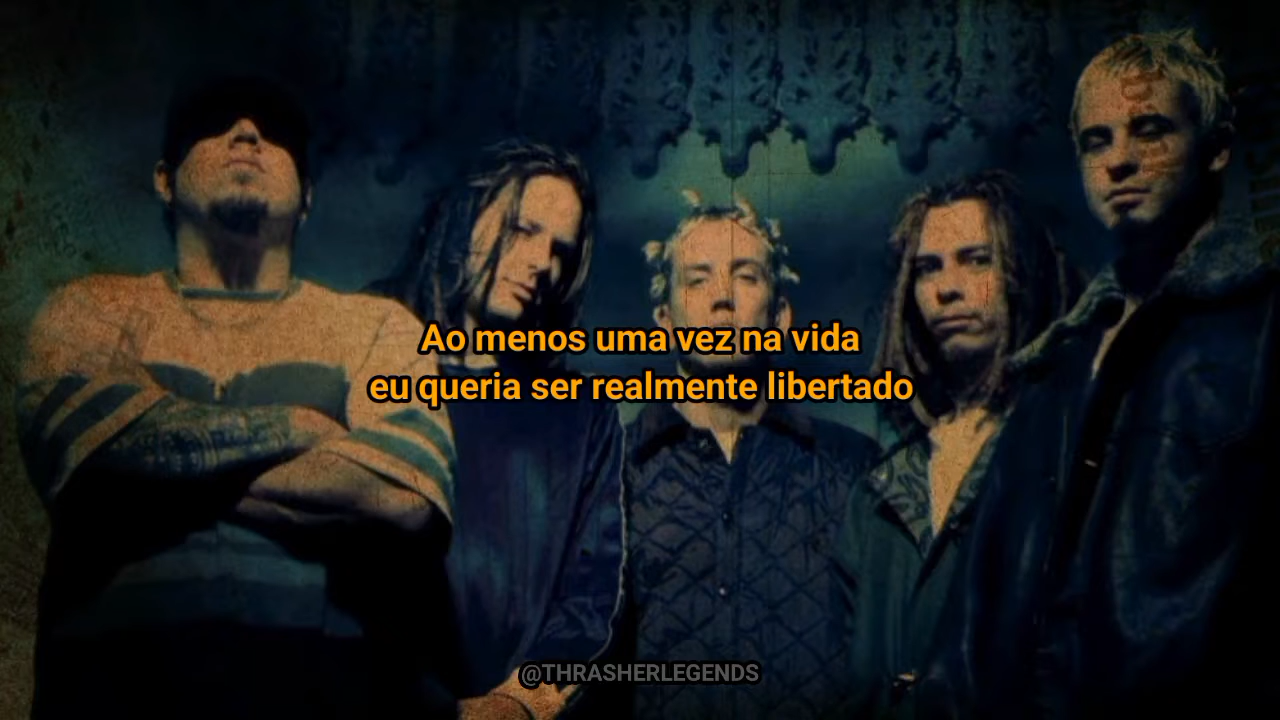 Ao menos uma vez na vida
eu queria ser realmente libertado
@THRASHERLEGENDS